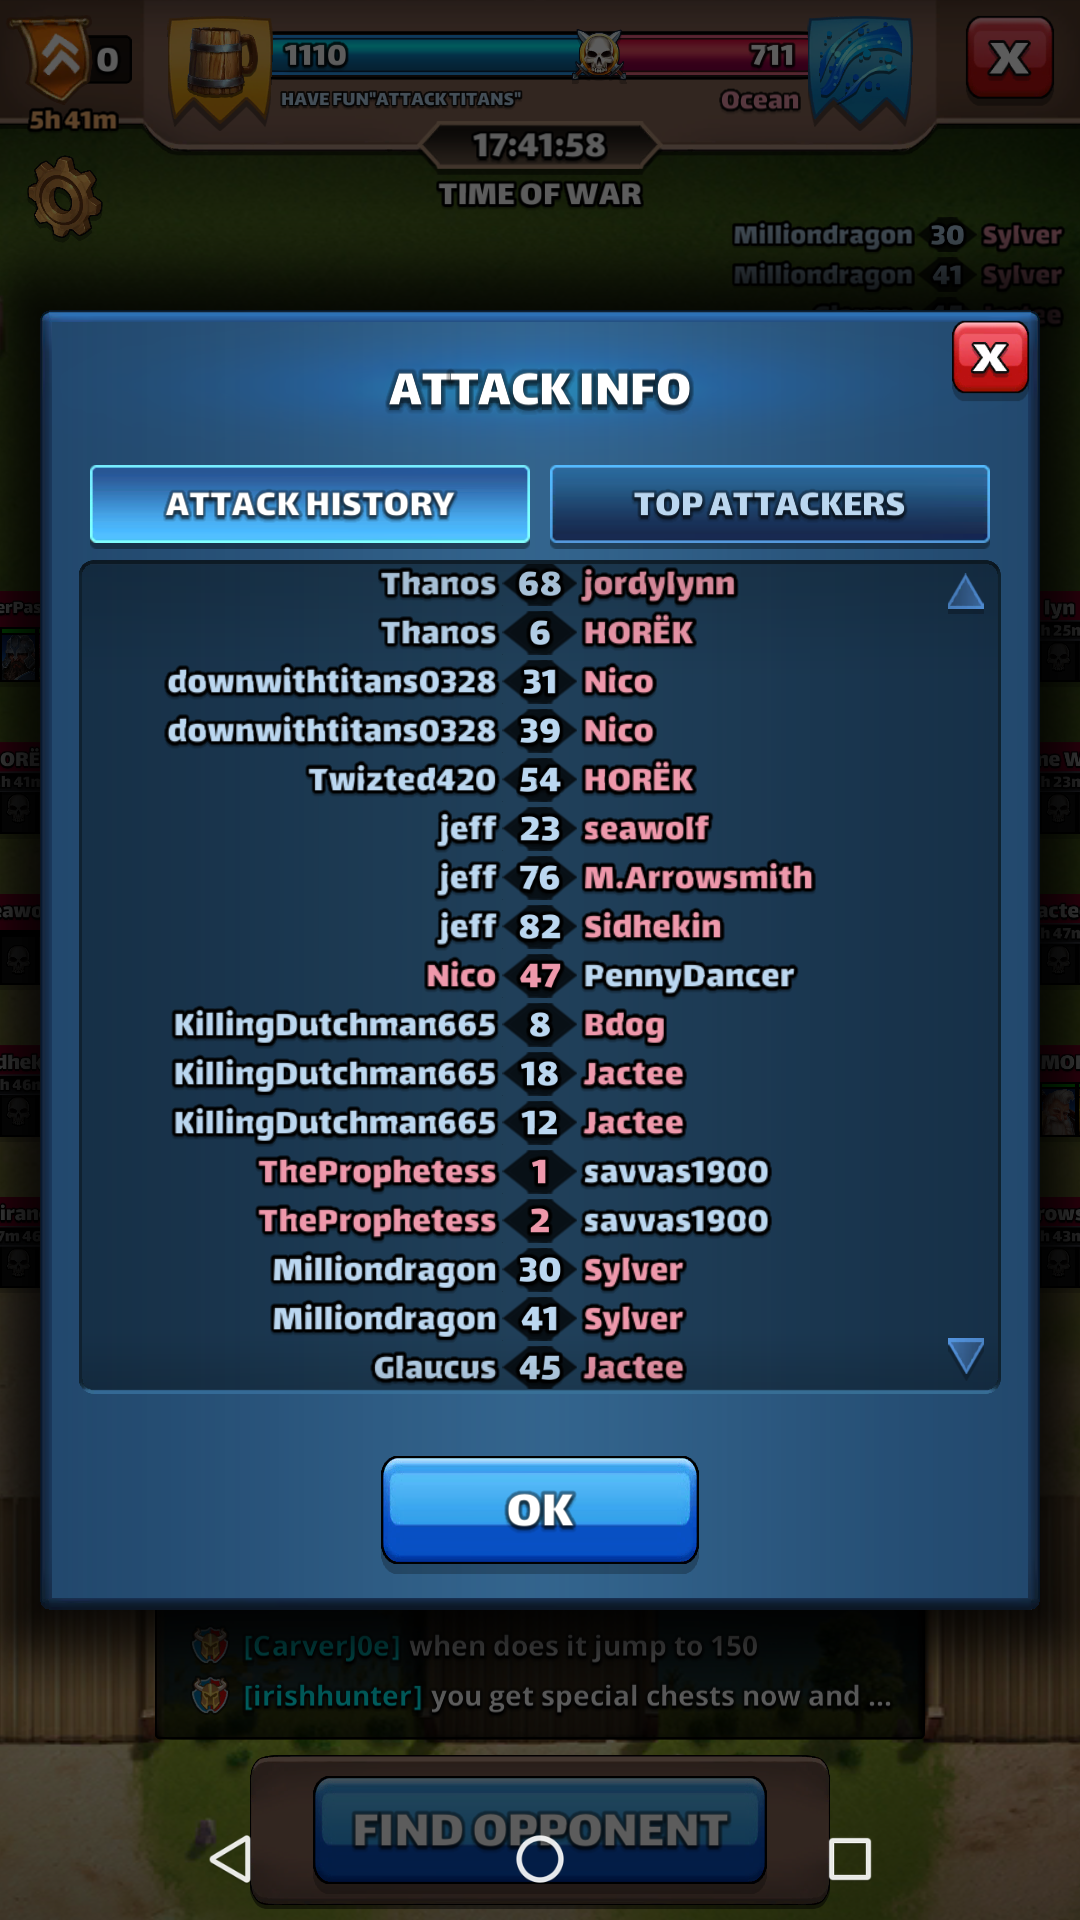 0
1110
711
HAVE FUN"ATTACK TITANS"
Ocean
5h 41m
17:41:58
TIME OF WAR
Milliondragon 30 Sylver
Milliondragon 41 Sylver
ATTACK INFO
ATTACK HISTORY
TOP ATTACKERS
Thanos 68 jordylynn
Thanos 6 HORËK
downwithtitans0328 31 Nico
downwithtitans0328 39 Nico
Twizted420 54 HORËK
jeff 23 seawolf
jeff 76 M.Arrowsmith
jeff 82 Sidhekin
Nico 47 PennyDancer
KillingDutchman665 8 Bdog
KillingDutchman665 18 Jactee
KillingDutchman665 12 Jactee
TheProphetess 1 savvas1900
TheProphetess 2 savvas1900
Milliondragon 30 Sylver
Milliondragon 41 Sylver
Glaucus 45 Jactee
OK
[CarverJ0e] when does it jump to 150
[irishhunter] you get special chests now and ...
FIND OPPONENT